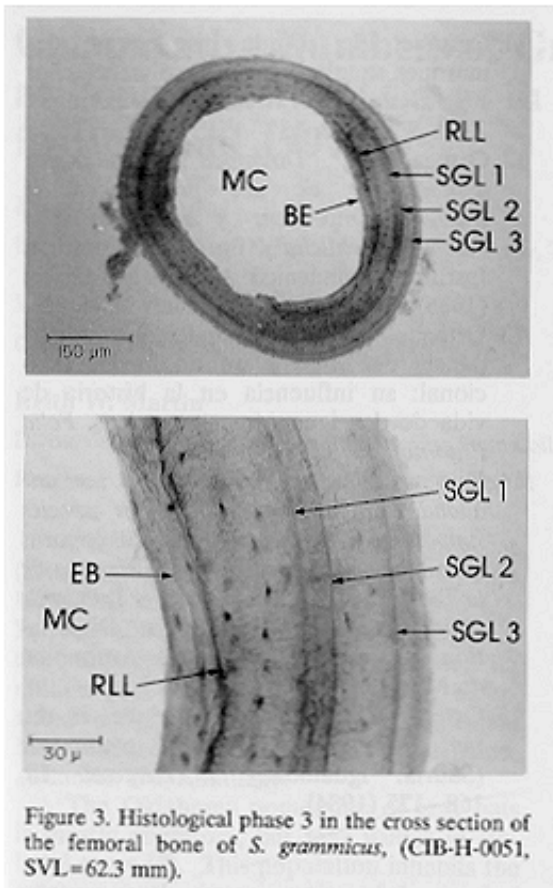 RLL
SGL 1
MC
BE
SGL 2
SGL 3
150 µm
SGL 1
EB
SGL 2
MC
SGL 3
RLL
30 µ
Figure 3. Histological phase 3 in the cross section of
the femoral bone of S. grammicus, (CIB-H-0051,
SVL=62.3 mm).